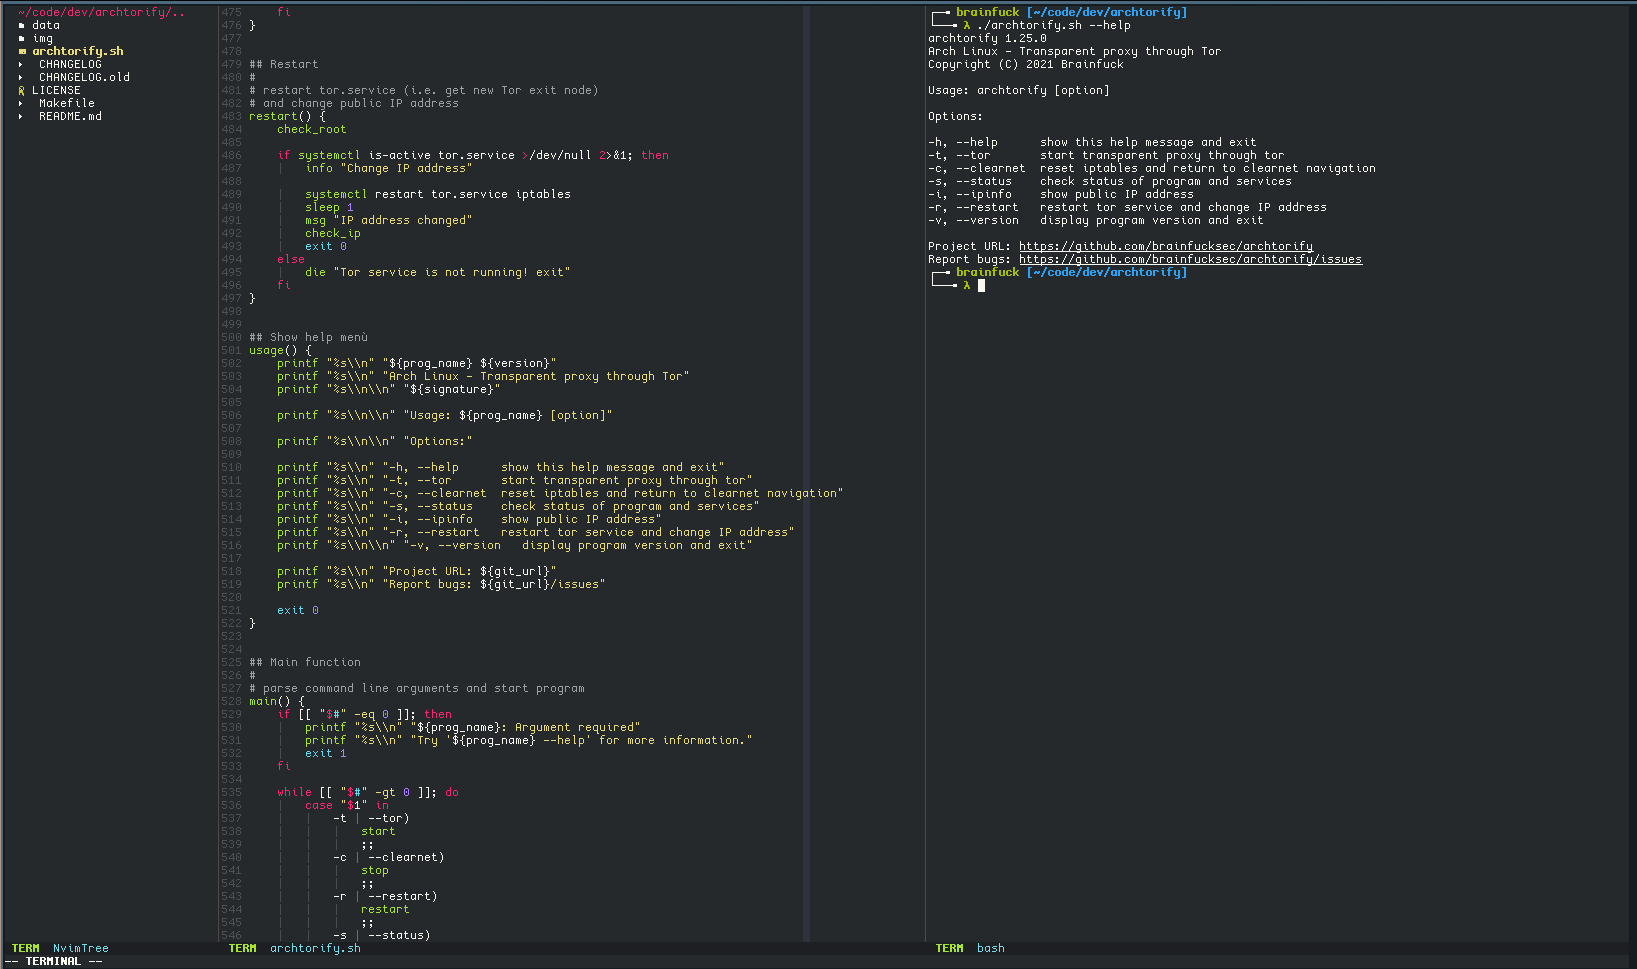 ~/code/dev/archtorify/..
data
img
archtorify.sh
CHANGELOG
CHANGELOG.old
LICENSE
Makefile
README.md
475     fi
476 }
477
478
479 ## Restart
480 #
481 # restart tor.service (i.e. get new Tor exit node)
482 # and change public IP address
483 restart() {
484     check_root
485
486     if systemctl is-active tor.service >/dev/null 2>&1; then
487         info "Change IP address"
488
489         systemctl restart tor.service iptables
490         sleep 1
491         msg "IP address changed"
492         check_ip
493         exit 0
494     else
495         die "Tor service is not running! exit"
496     fi
497 }
498
499
500 ## Show help menù
501 usage() {
502     printf "%s\\n" "${prog_name} ${version}"
503     printf "%s\\n" "Arch Linux - Transparent proxy through Tor"
504     printf "%s\\n\\n" "${signature}"
505
506     printf "%s\\n\\n" "Usage: ${prog_name} [option]"
507
508     printf "%s\\n\\n" "Options:"
509
510     printf "%s\\n" "-h, --help      show this help message and exit"
511     printf "%s\\n" "-t, --tor       start transparent proxy through tor"
512     printf "%s\\n" "-c, --clearnet  reset iptables and return to clearnet navigation"
513     printf "%s\\n" "-s, --status    check status of program and services"
514     printf "%s\\n" "-i, --ipinfo    show public IP address"
515     printf "%s\\n" "-r, --restart   restart tor service and change IP address"
516     printf "%s\\n\\n" "-v, --version   display program version and exit"
517
518     printf "%s\\n" "Project URL: ${git_url}"
519     printf "%s\\n" "Report bugs: ${git_url}/issues"
520
521     exit 0
522 }
523
524
525 ## Main function
526 #
527 # parse command line arguments and start program
528 main() {
529     if [[ "$#" -eq 0 ]]; then
530         printf "%s\\n" "${prog_name}: Argument required"
531         printf "%s\\n" "Try '${prog_name} --help' for more information."
532         exit 1
533     fi
534
535     while [[ "$#" -gt 0 ]]; do
536         case "$1" in
537             -t | --tor)
538                 start
539                 ;;
540             -c | --clearnet)
541                 stop
542                 ;;
543             -r | --restart)
544                 restart
545                 ;;
546             -s | --status)
brainfuck [~/code/dev/archtorify]
λ ./archtorify.sh --help
archtorify 1.25.0
Arch Linux - Transparent proxy through Tor
Copyright (C) 2021 Brainfuck
Usage: archtorify [option]
Options:
-h, --help      show this help message and exit
-t, --tor       start transparent proxy through tor
-c, --clearnet  reset iptables and return to clearnet navigation
-s, --status    check status of program and services
-i, --ipinfo    show public IP address
-r, --restart   restart tor service and change IP address
-v, --version   display program version and exit
Project URL: https://github.com/brainfucksec/archtorify
Report bugs: https://github.com/brainfucksec/archtorify/issues
brainfuck [~/code/dev/archtorify]
λ
TERM NvimTree
TERM archtorify.sh
TERM bash
-- TERMINAL --